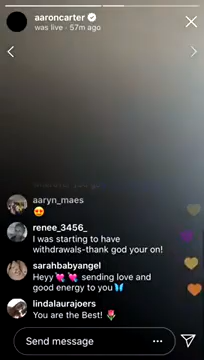 aaroncarter
was live · 57m ago
aaryn_maes
😍
renee_3456_
I was starting to have
withdrawals-thank god your on!
sarahbabyangel
Heyy💘 💘 sending love and
good energy to you🦋
lindalaurajoers
You are the Best! 🌹
Send message